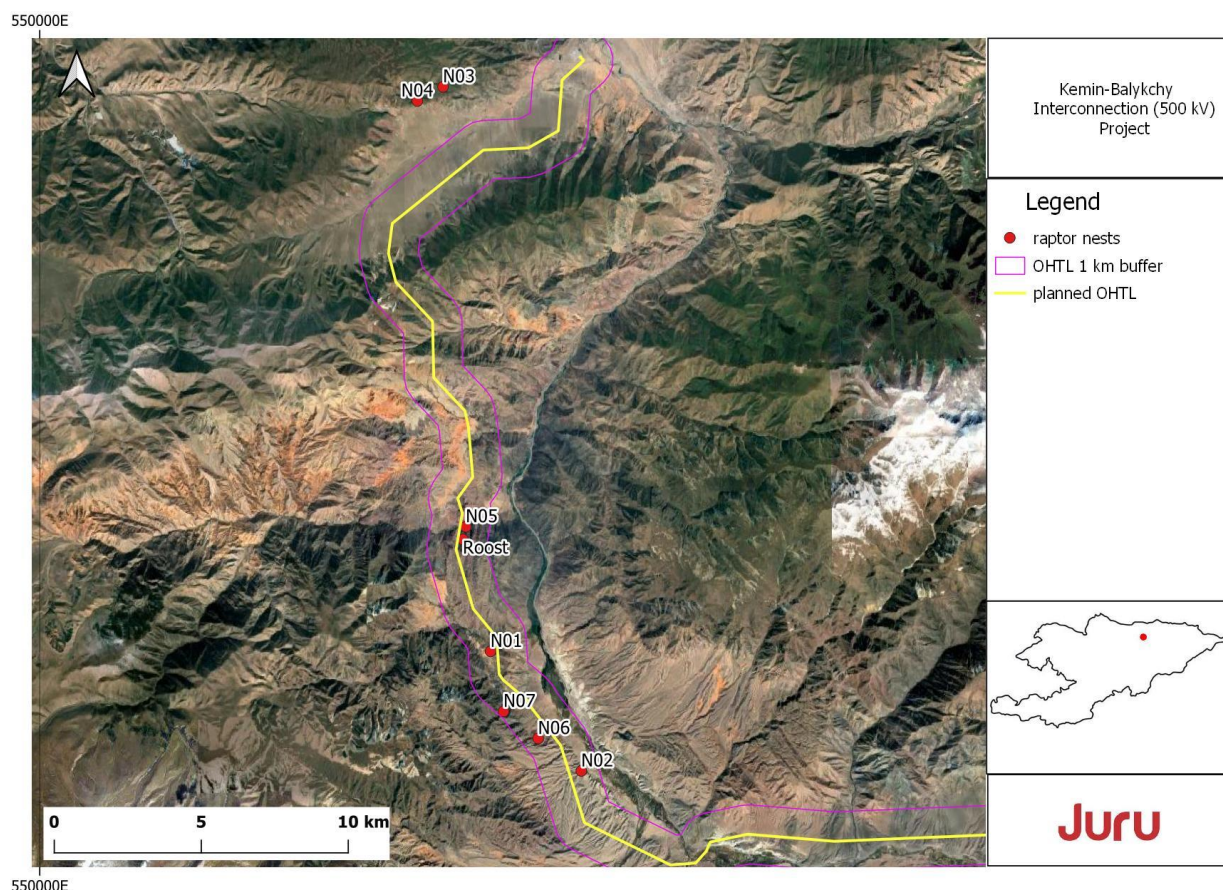 550000E
Kemin-Balykchy
Interconnection (500 kV)
Project
Legend
raptor nests
OHTL 1 km buffer
planned OHTL
N03
N04
N05
Roost
N01
N07
N06
N02
0 5 10 km
Juru
550000E